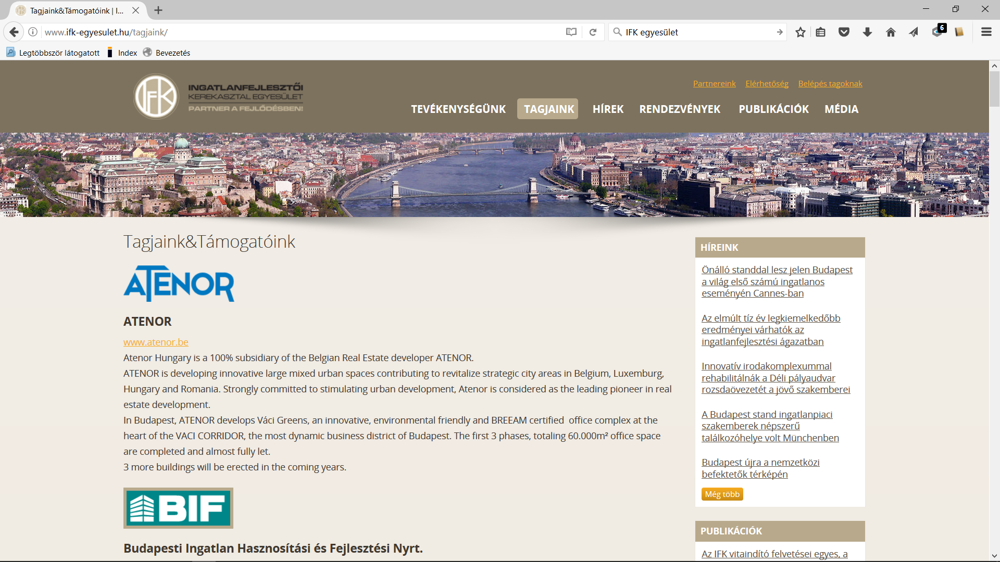 Tagjaink&Támogatóink | I...
www.ifk-egyesulet.hu/tagjaink/
IFK egyesület
6
Legtöbbször látogatott
Index
Bevezetés
IFK
INGATLANFEJLESZTŐI
KEREKASZTAL EGYESÜLET
PARTNER A FEJLŐDÉSBEN!
Partnereink Elérhetőség Belépés tagoknak
TEVÉKENYSÉGÜNK TAGJAINK HÍREK RENDEZVÉNYEK PUBLIKÁCIÓK MÉDIA
Tagjaink&Támogatóink
ATENOR
ATENOR
www.atenor.be
Atenor Hungary is a 100% subsidiary of the Belgian Real Estate developer ATENOR.
ATENOR is developing innovative large mixed urban spaces contributing to revitalize strategic city areas in Belgium, Luxemburg,
Hungary and Romania. Strongly committed to stimulating urban development, Atenor is considered as the leading pioneer in real
estate development.
In Budapest, ATENOR develops Váci Greens, an innovative, environmental friendly and BREEAM certified  office complex at the
heart of the VACI CORRIDOR, the most dynamic business district of Budapest. The first 3 phases, totaling 60.000m² office space
are completed and almost fully let.
3 more buildings will be erected in the coming years.
BIF
Budapesti Ingatlan Hasznosítási és Fejlesztési Nyrt.
HÍREINK
Önálló standdal lesz jelen Budapest
a világ első számú ingatlanos
eseményén Cannes-ban
Az elmúlt tíz év legkiemelkedőbb
eredményei várhatók az
ingatlanfejlesztési ágazatban
Innovatív irodakomplexummal
rehabilitálnák a Déli pályaudvar
rozsdaövezetét a jövő szakemberei
A Budapest stand ingatlanpiaci
szakemberek népszerű
találkozóhelye volt Münchenben
Budapest újra a nemzetközi
befektetők térképén
Még több
PUBLIKÁCIÓK
Az IFK vitaindító felvetései egyes, a